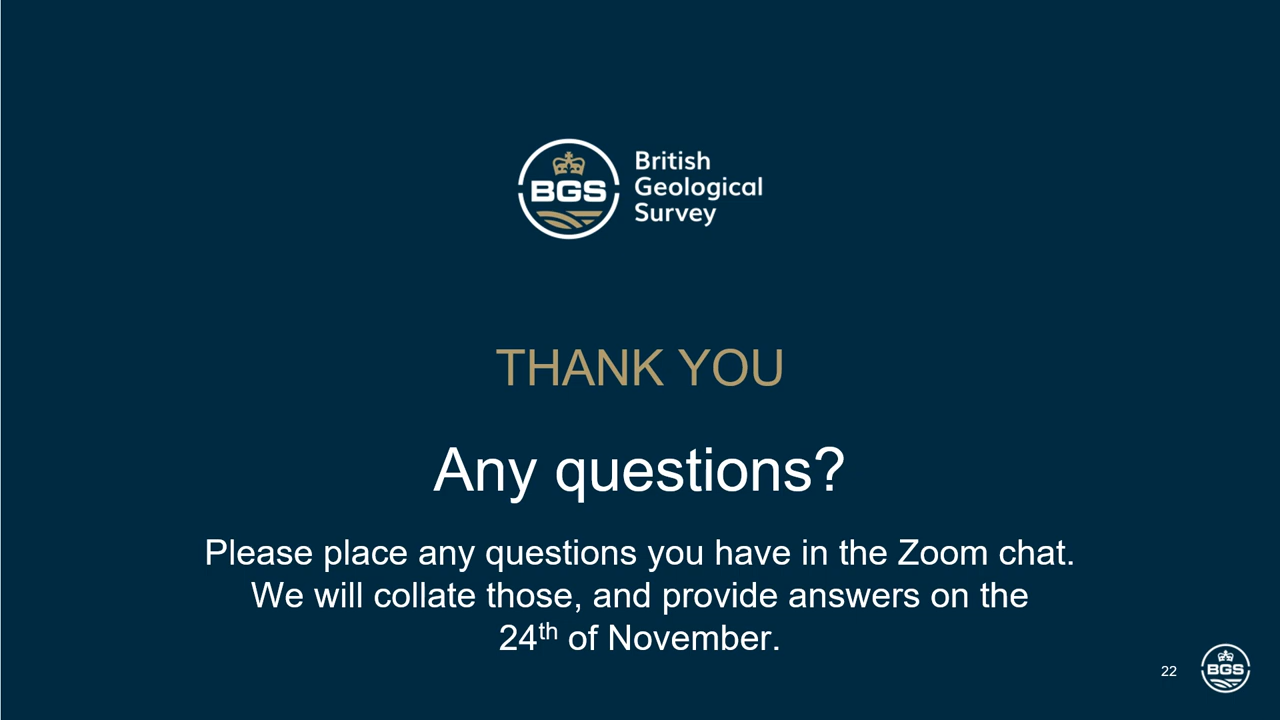 BGS
British
Geological
Survey
THANK YOU
Any questions?
Please place any questions you have in the Zoom chat.
We will collate those, and provide answers on the
24th of November.
22
BGS